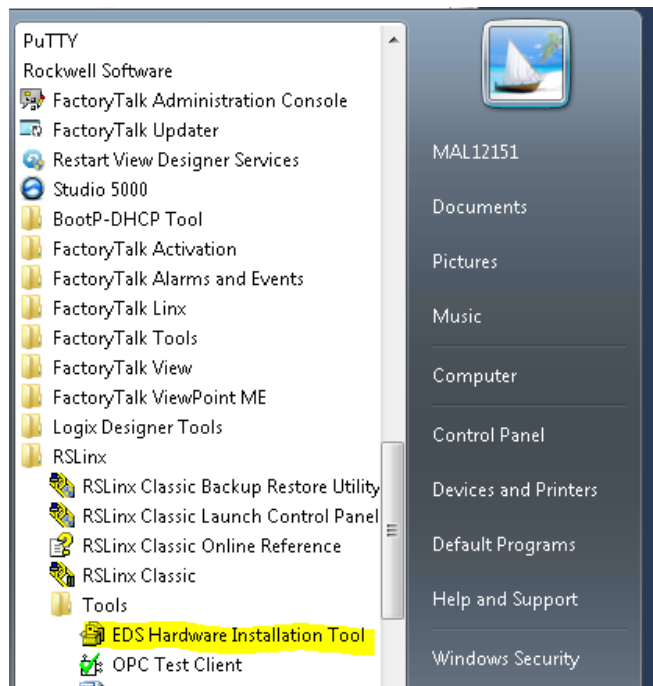 PuTTY
Rockwell Software
FactoryTalk Administration Console
FactoryTalk Updater
Restart View Designer Services
Studio 5000
BootP-DHCP Tool
FactoryTalk Activation
FactoryTalk Alarms and Events
FactoryTalk Linx
FactoryTalk Tools
FactoryTalk View
FactoryTalk ViewPoint ME
Logix Designer Tools
RSLinx
RSLinx Classic Backup Restore Utility
RSLinx Classic Launch Control Panel
RSLinx Classic Online Reference
RSLinx Classic
Tools
EDS Hardware Installation Tool
OPC Test Client
MAL12151
Documents
Pictures
Music
Computer
Control Panel
Devices and Printers
Default Programs
Help and Support
Windows Security